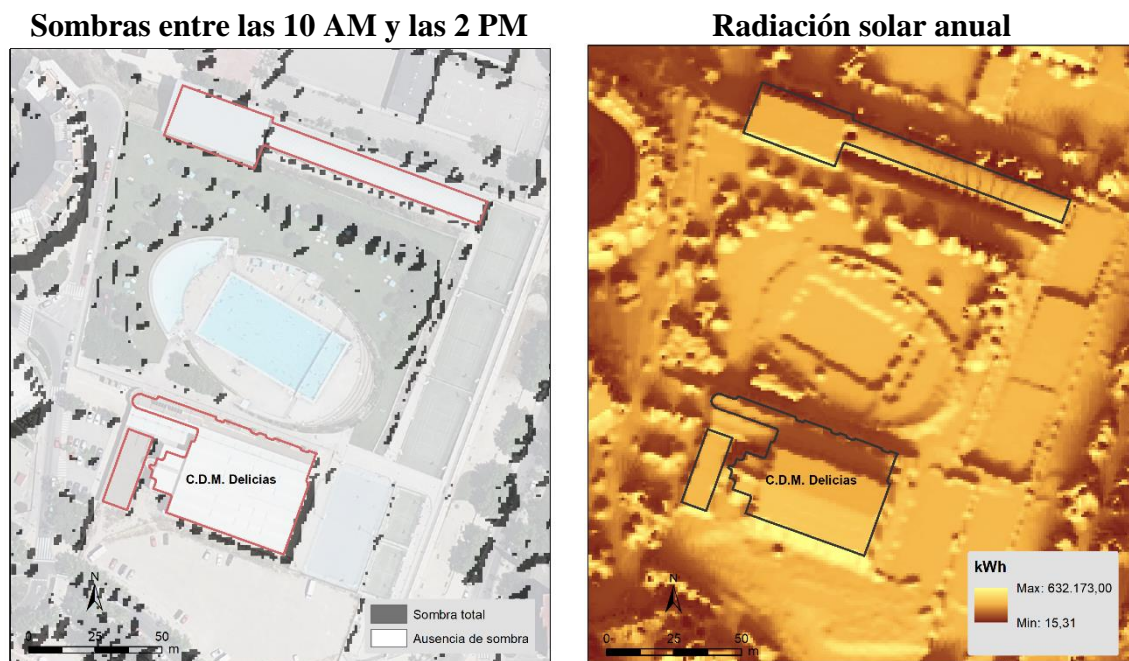 Sombras entre las 10 AM y las 2 PM
Radiación solar anual
C.D.M. Delicias
N
0 25 50
m
Sombra total
Ausencia de sombra
C.D.M. Delicias
N
0 25 50
m
kWh
Max: 632.173,00
Min: 15,31